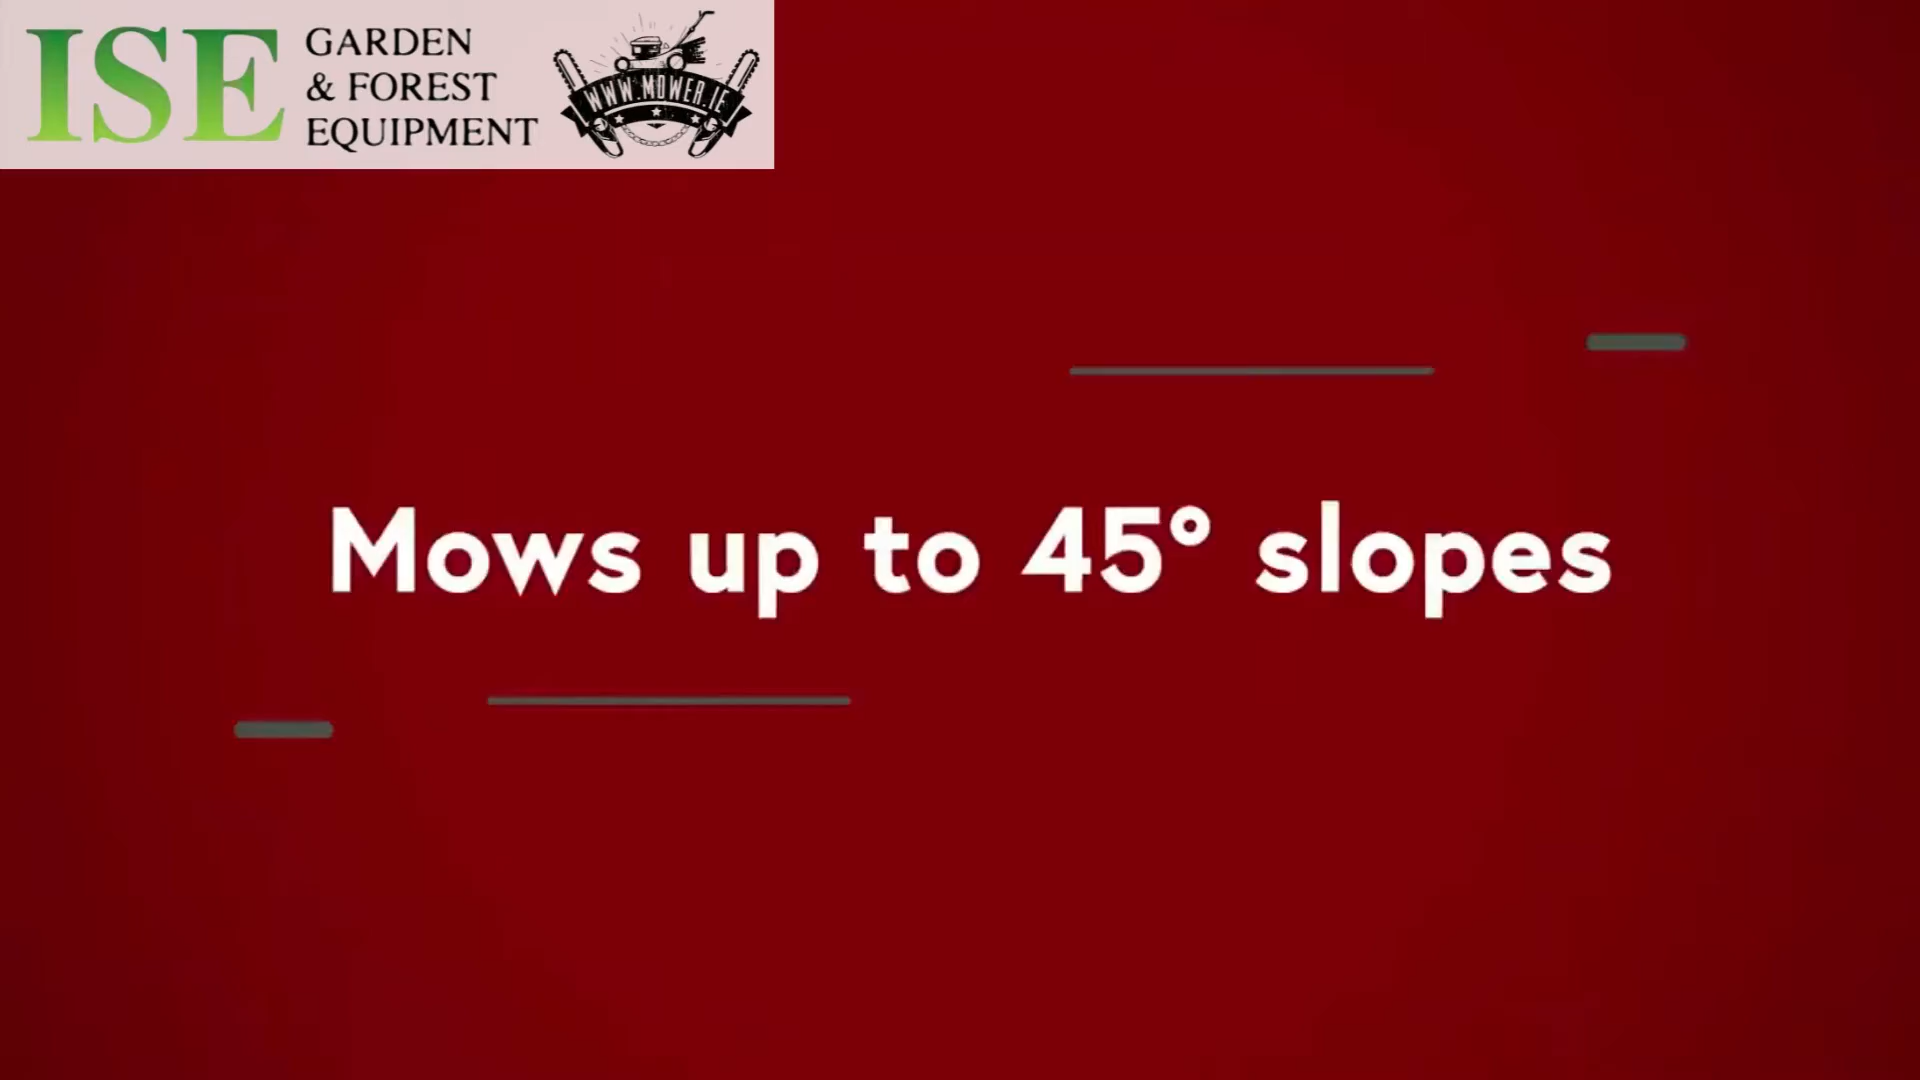 ISE
GARDEN
& FOREST
EQUIPMENT
WWW.MOWER.IE
Mows up to 45° slopes